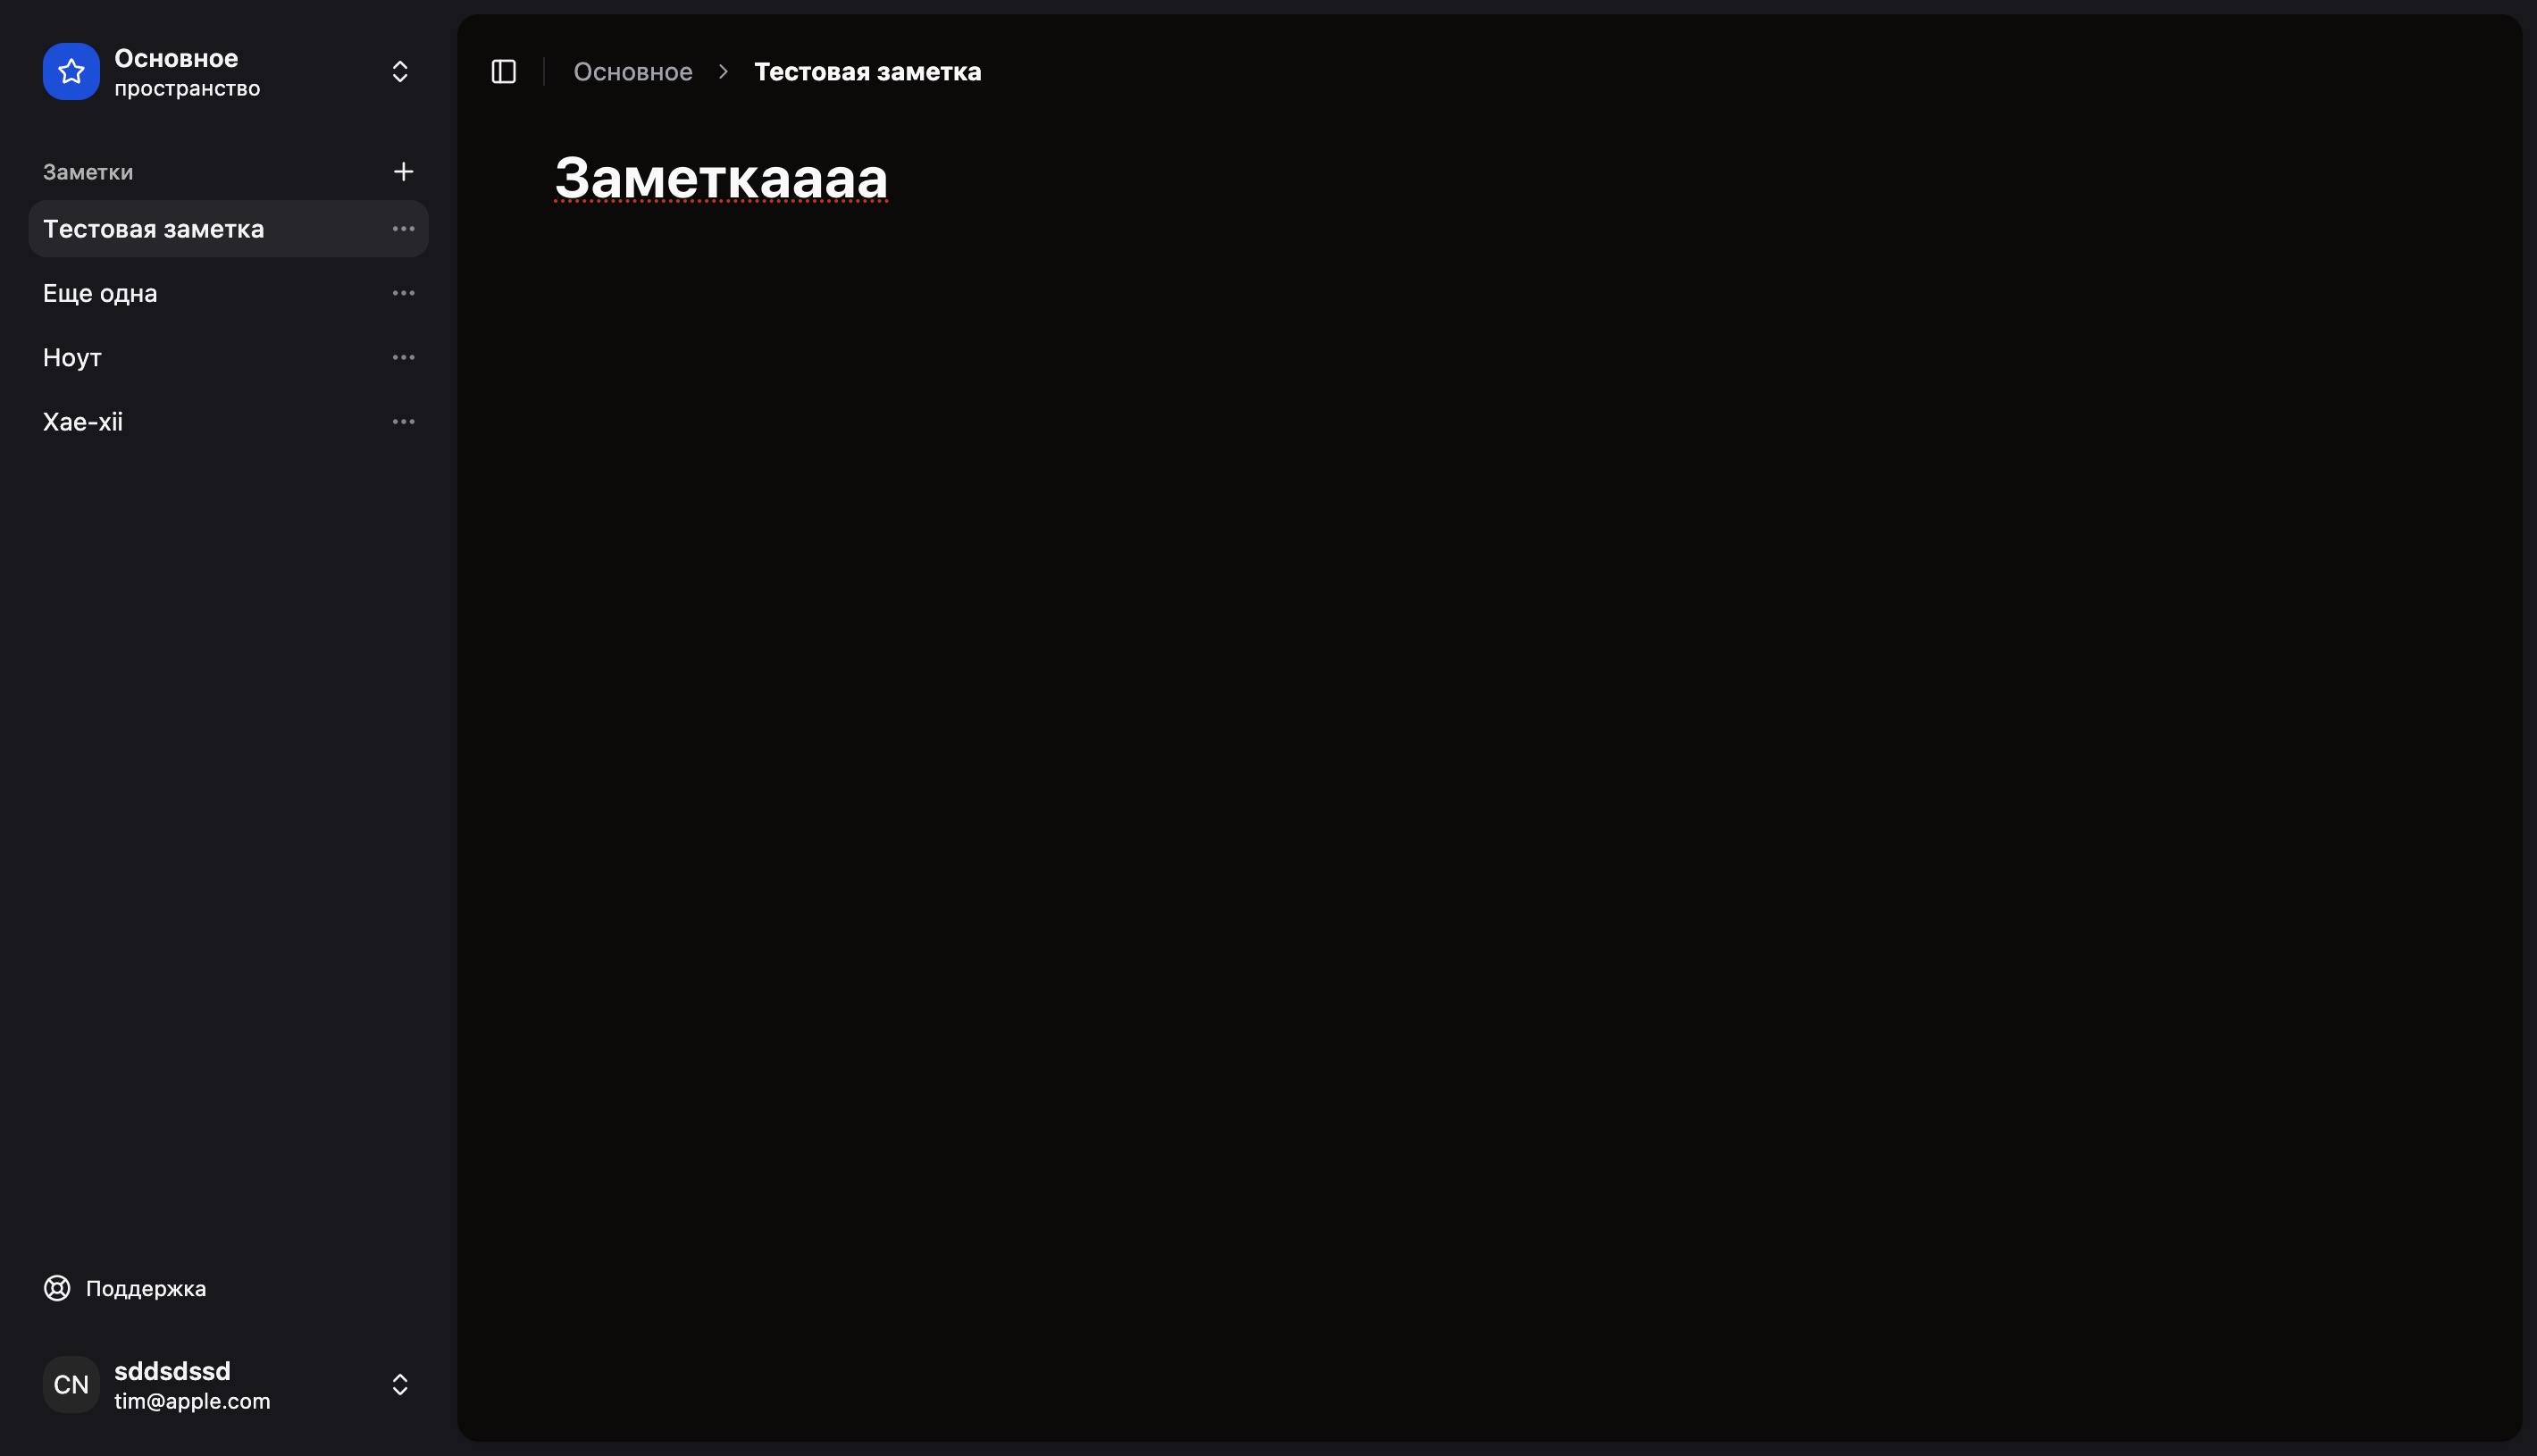 Основное
пространство
Заметки
Тестовая заметка
Еще одна
Ноут
Xae-xii
Поддержка
CN
sddsdssd
tim@apple.com
Основное > Тестовая заметка
Заметкаааа